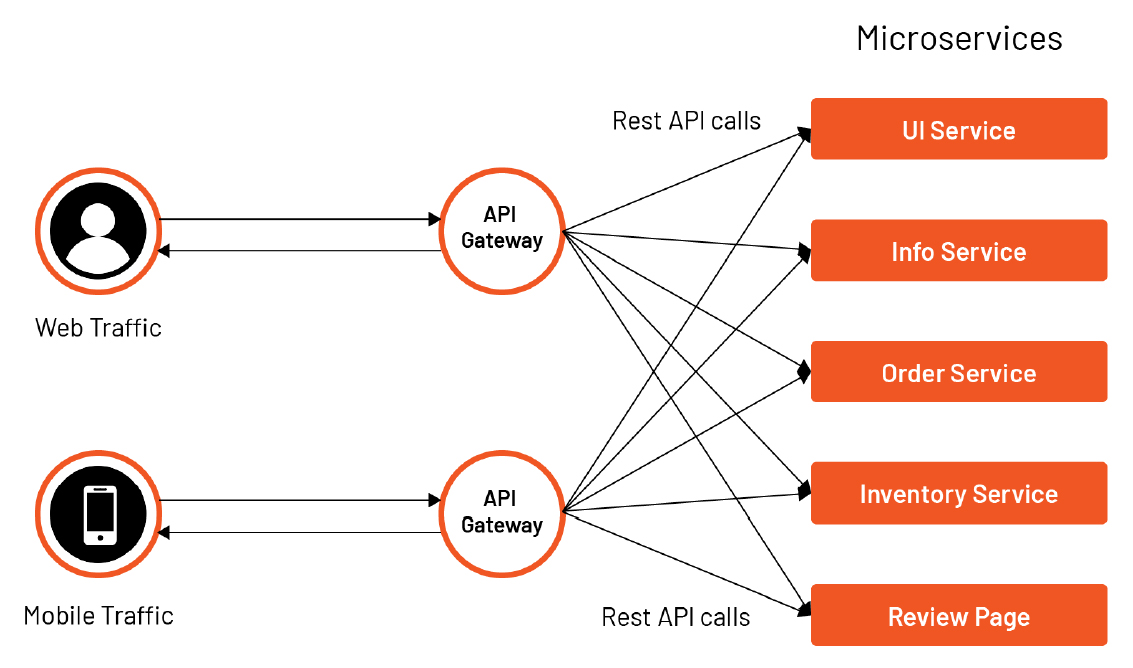 Microservices
Rest API calls
UI Service
API
Gateway
Info Service
Web Traffic
Order Service
API
Gateway
Inventory Service
Mobile Traffic
Rest API calls
Review Page